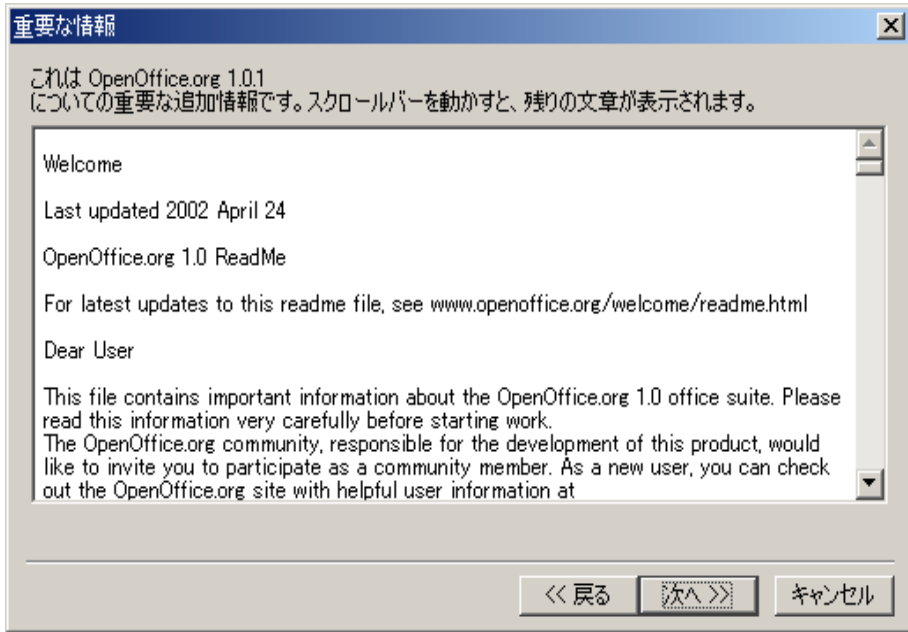 重要な情報
これは OpenOffice.org 1.0.1
についての重要な追加情報です。スクロールバーを動かすと、残りの文章が表示されます。
Welcome
Last updated 2002 April 24
OpenOffice.org 1.0 ReadMe
For latest updates to this readme file, see www.openoffice.org/welcome/readme.html
Dear User
This file contains important information about the OpenOffice.org 1.0 office suite. Please
read this information very carefully before starting work.
The OpenOffice.org community, responsible for the development of this product, would
like to invite you to participate as a community member. As a new user, you can check
out the OpenOffice.org site with helpful user information at
<< 戻る
次へ >>
キャンセル